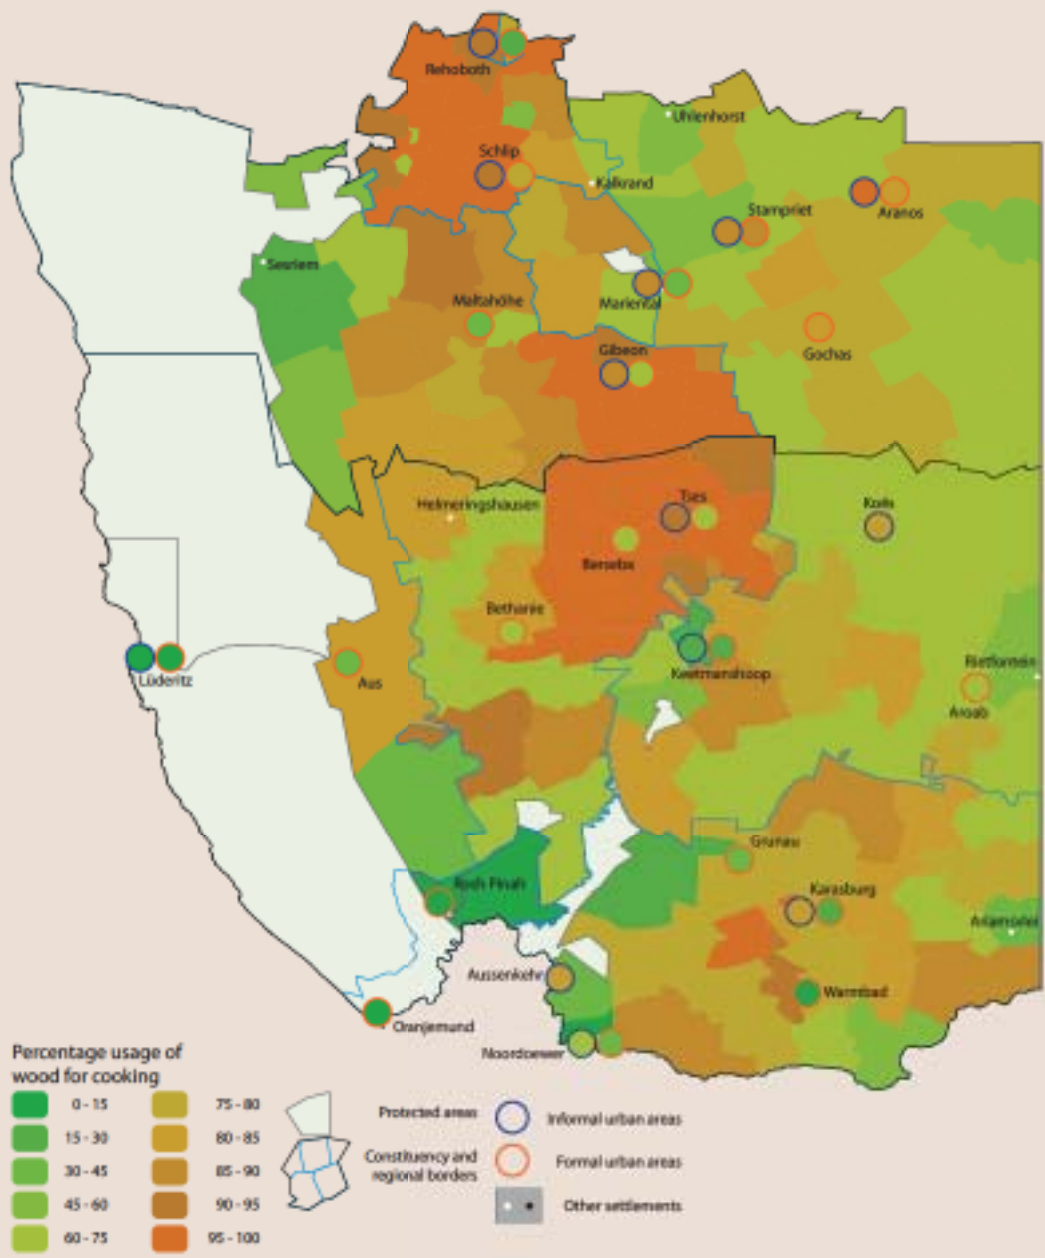 Rehoboth
Uhlenhorst
Schlip
Kalkrand
Stampriet
Aranos
Sesriem
Maltahöhe
Mariental
Gibeon
Gochas
Helmeringshausen
Tses
Koës
Berseba
Bethanie
Keetmanshoop
Rietfontein
Lüderitz
Aus
Aroab
Grunau
Rosh Pinah
Karasburg
Ariamsvlei
Aussenkehr
Warmbad
Oranjemund
Noordoewer
Percentage usage of
wood for cooking
0 - 15
15 - 30
30 - 45
45 - 60
60 - 75
75 - 80
80 - 85
85 - 90
90 - 95
95 - 100
Protected areas
Constituency and
regional borders
Informal urban areas
Formal urban areas
Other settlements